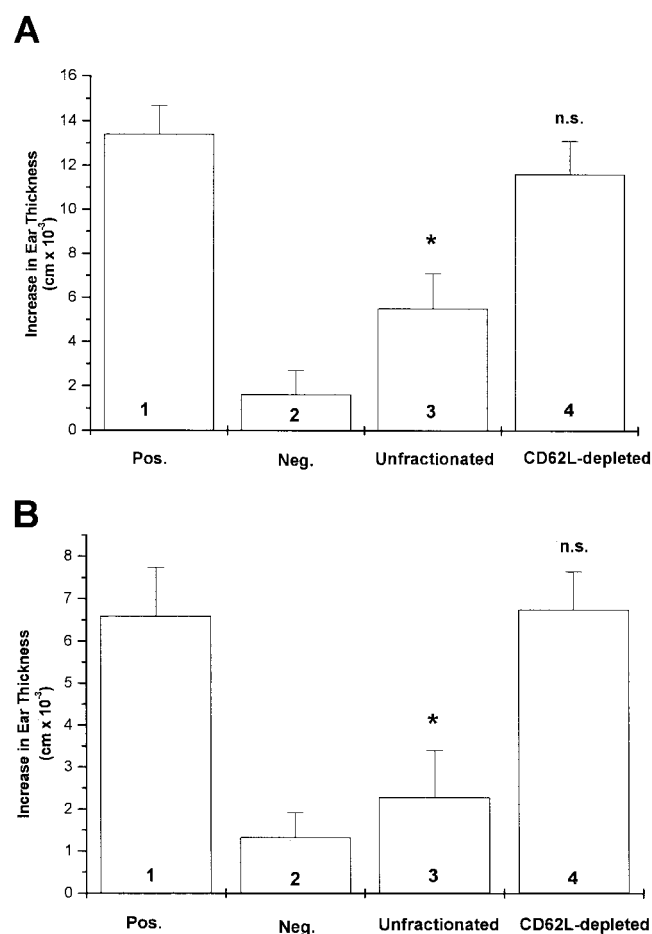 A
Increase in Ear Thickness
(cm x 10⁻³)
16
14
12
10
8
6
4
2
0
n.s.
*
1
2
3
4
Pos.
Neg.
Unfractionated
CD62L-depleted
B
Increase in Ear Thickness
(cm x 10⁻³)
8
7
6
5
4
3
2
1
0
n.s.
*
1
2
3
4
Pos.
Neg.
Unfractionated
CD62L-depleted